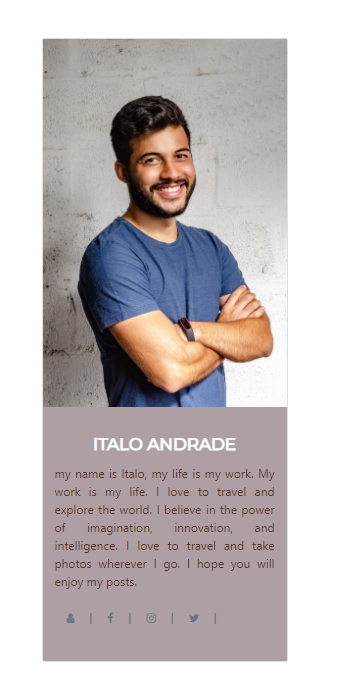 ITALO ANDRADE
my name is Italo, my life is my work. My
work is my life. I love to travel and
explore the world. I believe in the power
of imagination, innovation, and
intelligence. I love to travel and take
photos wherever I go. I hope you will
enjoy my posts.
| | | |